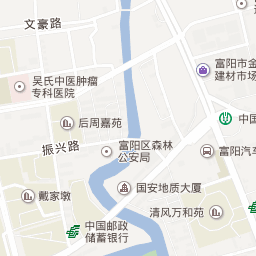 文豪路
富阳市金
建材市场
吴氏中医肿瘤
专科医院
中国
后周嘉苑
振兴路
富阳区森林
公安局
富阳汽车
国安地质大厦
戴家墩
清风万和苑
中国邮政
储蓄银行